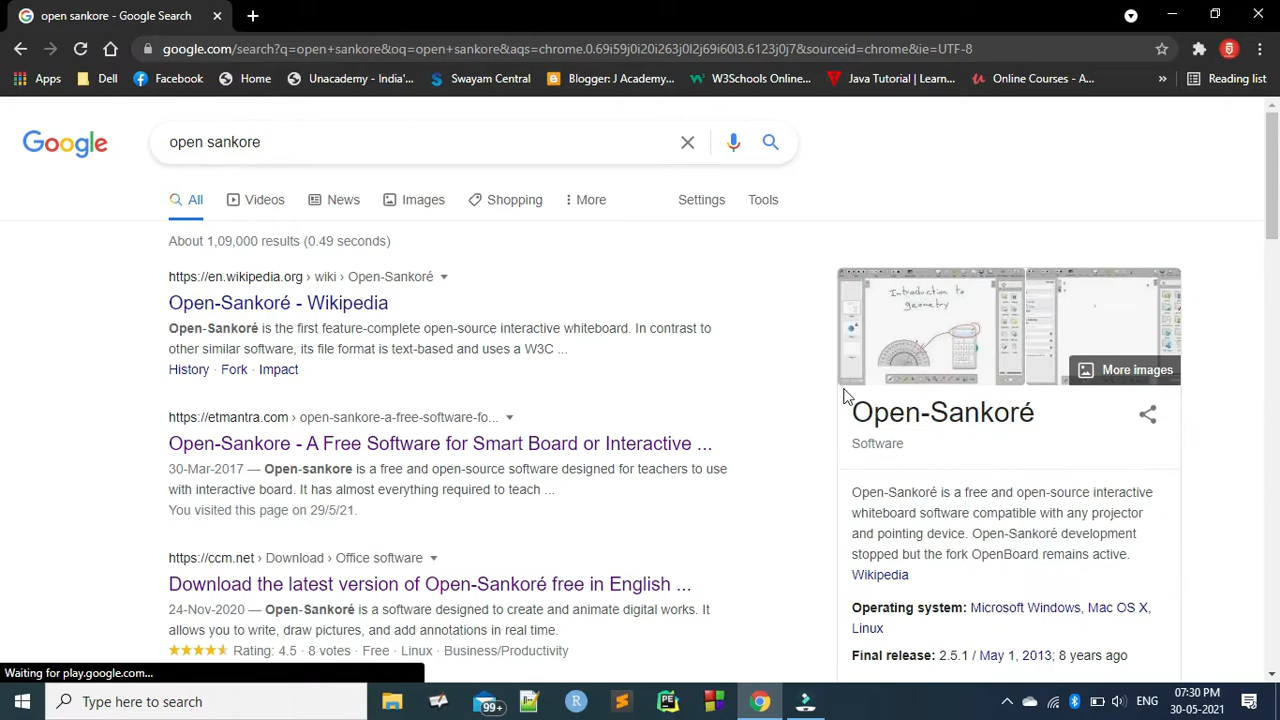 open sankore - Google Search
google.com/search?q=open+sankore&oq=open+sankore&aqs=chrome.0.69i59j0i20i263j0l2j69i60l3.6123j0j7&sourceid=chrome&ie=UTF-8
Apps Dell Facebook Home Unacademy - India'... Swayam Central Blogger: J Academy... W3Schools Online... Java Tutorial | Learn... Online Courses - A... » Reading list
Google
open sankore
All Videos News Images Shopping More Settings Tools
About 1,09,000 results (0.49 seconds)
https://en.wikipedia.org › wiki › Open-Sankoré
Open-Sankoré - Wikipedia
Open-Sankoré is the first feature-complete open-source interactive whiteboard. In contrast to
other similar software, its file format is text-based and uses a W3C ...
History · Fork · Impact
https://etmantra.com › open-sankore-a-free-software-fo...
Open-Sankore - A Free Software for Smart Board or Interactive ...
30-Mar-2017 — Open-sankore is a free and open-source software designed for teachers to use
with interactive board. It has almost everything required to teach ...
You visited this page on 29/5/21.
https://ccm.net › Download › Office software
Download the latest version of Open-Sankoré free in English ...
24-Nov-2020 — Open-Sankoré is a software designed to create and animate digital works. It
allows you to write, draw pictures, and add annotations in real time.
Rating: 4.5 · 8 votes · Free · Linux · Business/Productivity
Introduction to
geometry
More images
Open-Sankoré
Software
Open-Sankoré is a free and open-source interactive
whiteboard software compatible with any projector
and pointing device. Open-Sankoré development
stopped but the fork OpenBoard remains active.
Wikipedia
Operating system: Microsoft Windows, Mac OS X,
Linux
Final release: 2.5.1 / May 1, 2013; 8 years ago
Waiting for play.google.com...
Type here to search
99+
ENG
07:30 PM
30-05-2021